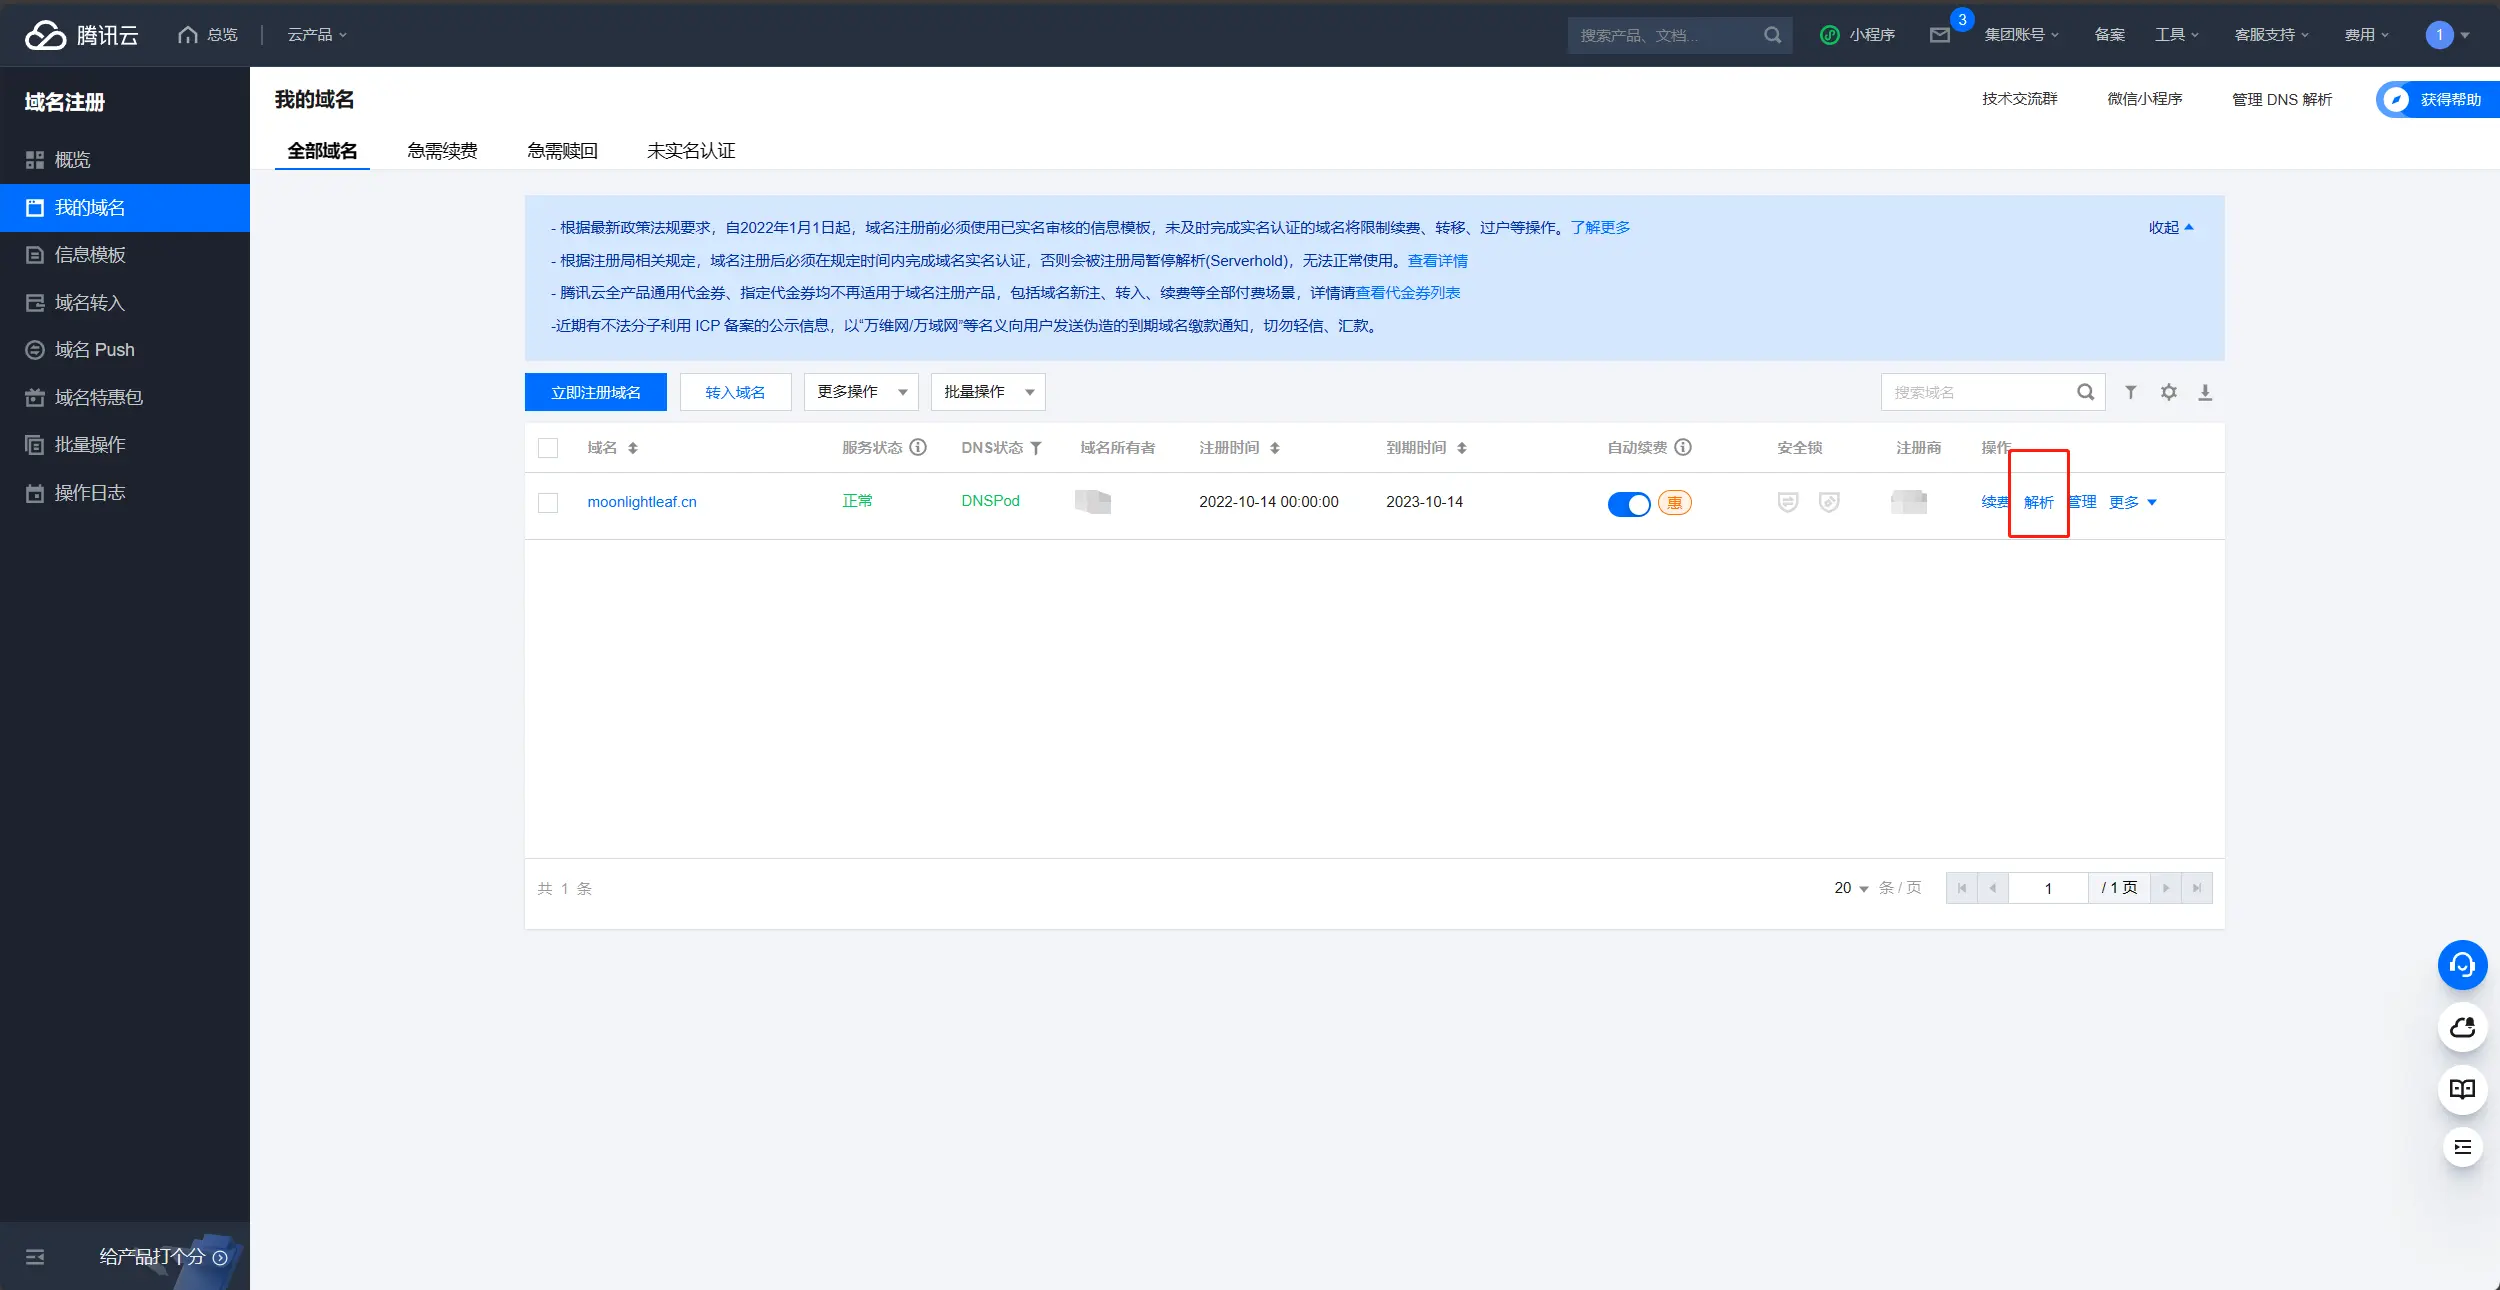 腾讯云
总览
云产品
搜索产品、文档...
小程序
3
集团账号
备案
工具
客服支持
费用
1
域名注册
概览
我的域名
信息模板
域名转入
域名 Push
域名特惠包
批量操作
操作日志
给产品打个分
我的域名
技术交流群
微信小程序
管理 DNS 解析
获得帮助
全部域名
急需续费
急需赎回
未实名认证
- 根据最新政策法规要求，自2022年1月1日起，域名注册前必须使用已实名审核的信息模板，未及时完成实名认证的域名将限制续费、转移、过户等操作。了解更多
收起
- 根据注册局相关规定，域名注册后必须在规定时间内完成域名实名认证，否则会被注册局暂停解析(Serverhold)，无法正常使用。查看详情
- 腾讯云全产品通用代金券、指定代金券均不再适用于域名注册产品，包括域名新注、转入、续费等全部付费场景，详情请查看代金券列表
-近期有不法分子利用 ICP 备案的公示信息，以“万维网/万域网”等名义向用户发送伪造的到期域名缴款通知，切勿轻信、汇款。
立即注册域名
转入域名
更多操作
批量操作
搜索域名
域名
服务状态
DNS状态
域名所有者
注册时间
到期时间
自动续费
安全锁
注册商
操作
moonlightleaf.cn
正常
DNSPod
2022-10-14 00:00:00
2023-10-14
惠
续费
解析
管理
更多
共 1 条
20
条 / 页
1
/ 1 页